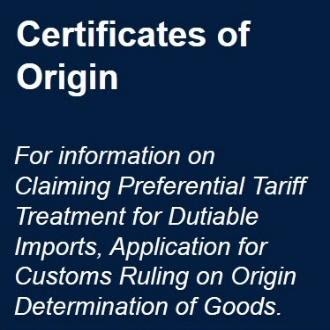 Certificates of
Origin
For information on
Claiming Preferential Tariff
Treatment for Dutiable
Imports, Application for
Customs Ruling on Origin
Determination of Goods.